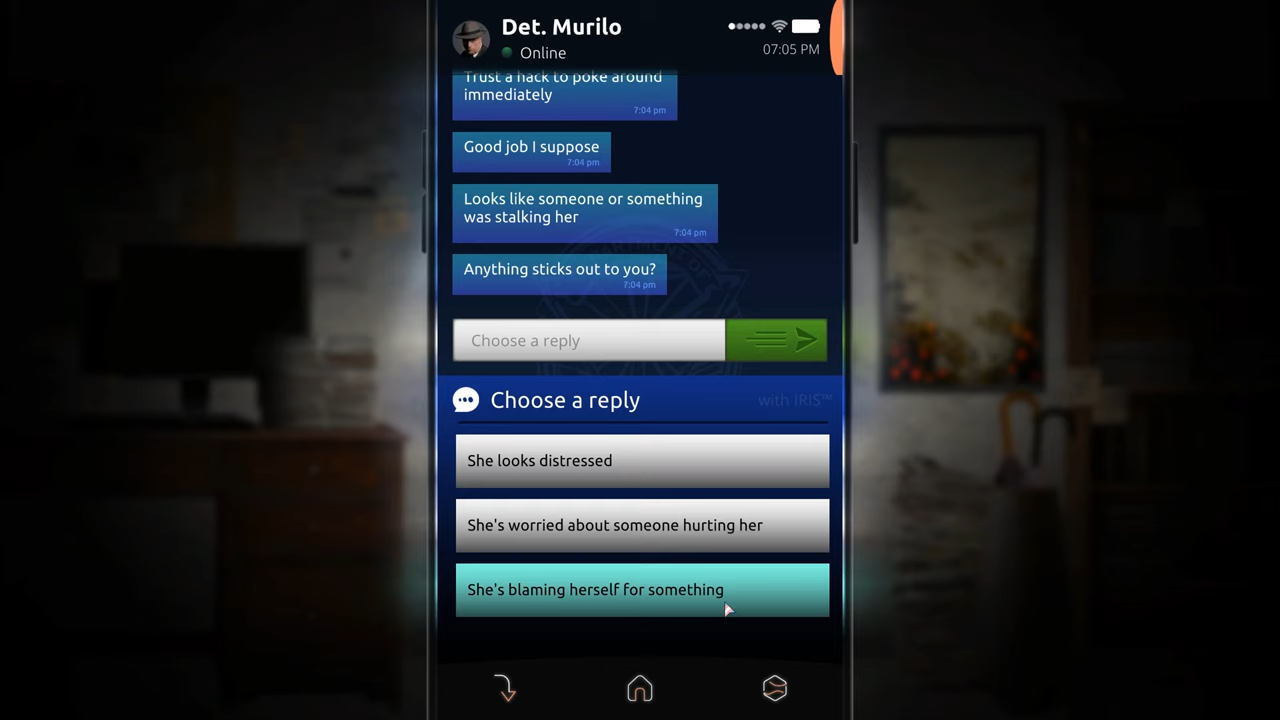 Det. Murilo
Online
07:05 PM
Trust a hack to poke around
immediately
7:04 pm
Good job I suppose
7:04 pm
Looks like someone or something
was stalking her
7:04 pm
Anything sticks out to you?
7:04 pm
Choose a reply
Choose a reply
with IRIS™
She looks distressed
She's worried about someone hurting her
She's blaming herself for something